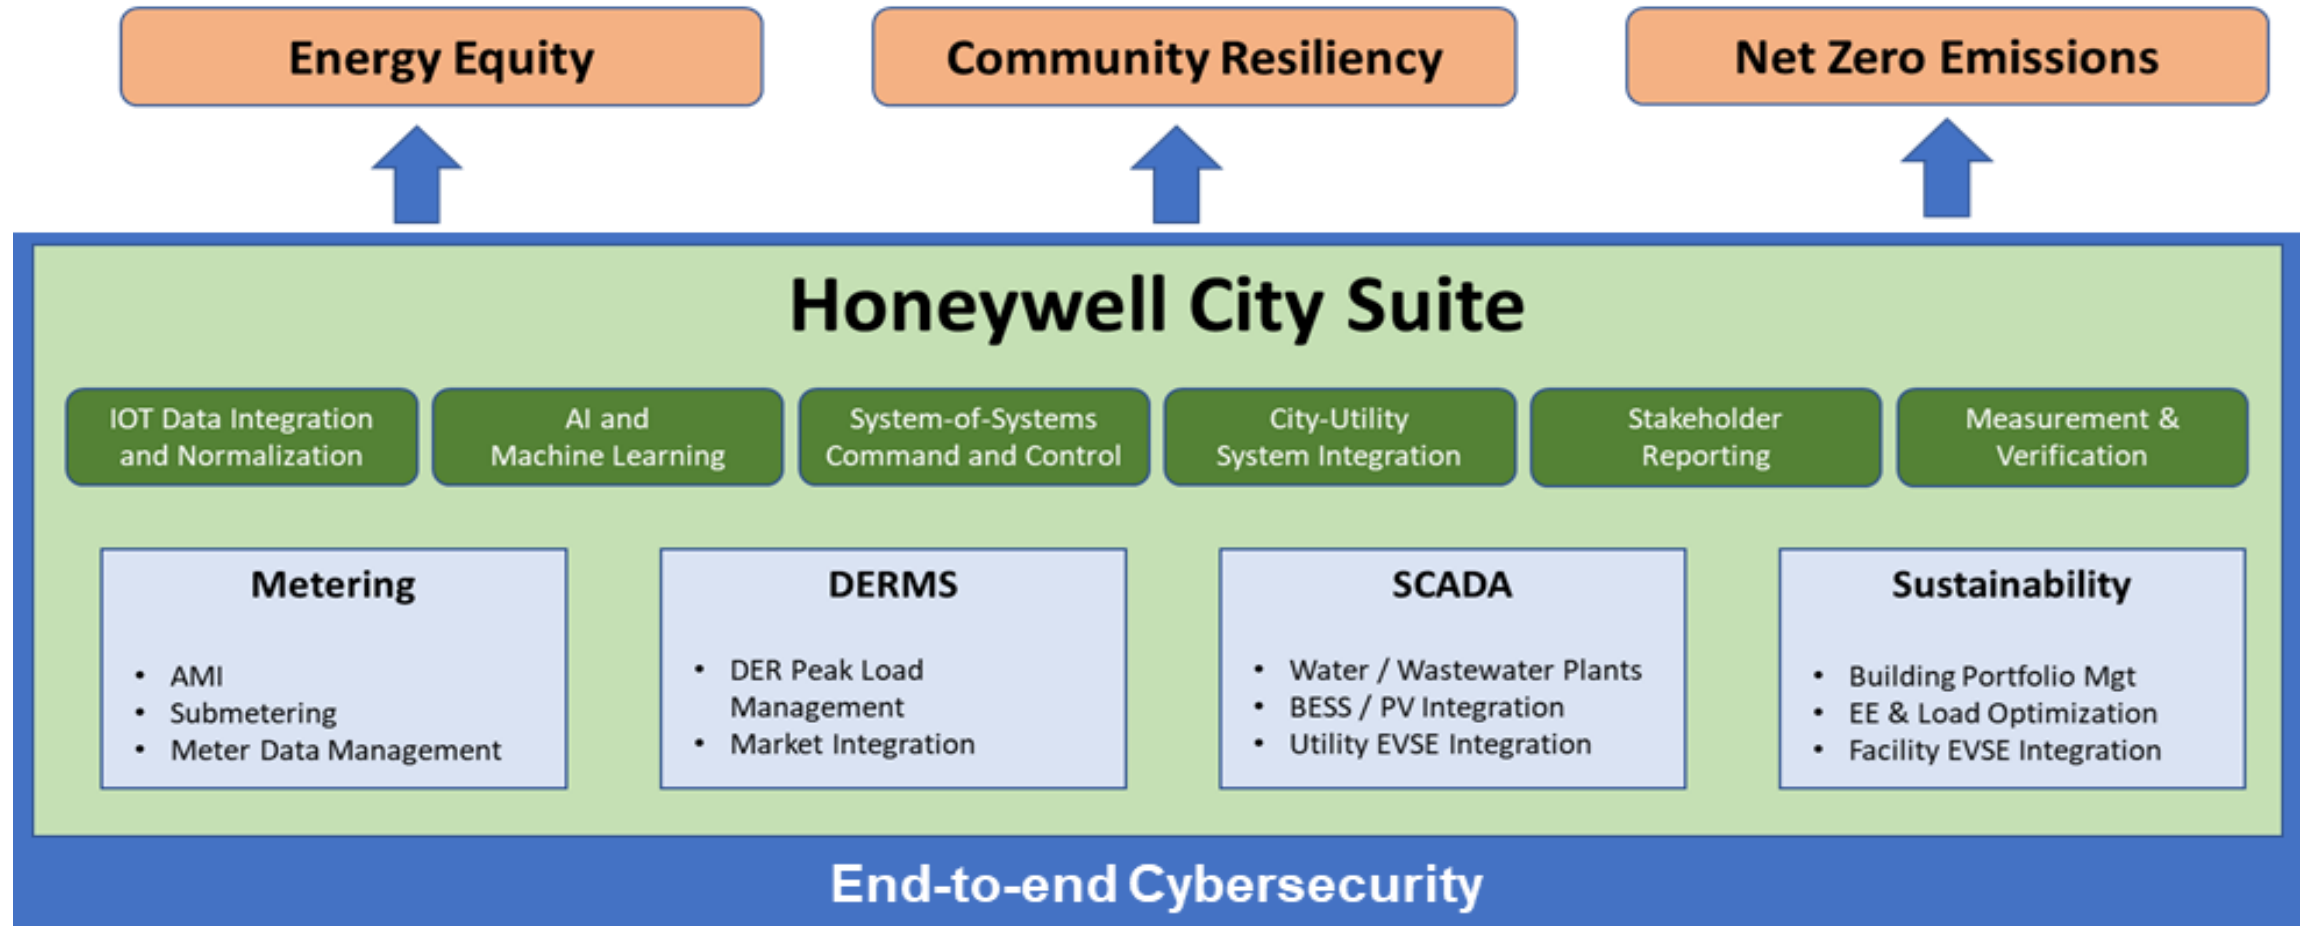 Energy Equity
Community Resiliency
Net Zero Emissions
Honeywell City Suite
IOT Data Integration
and Normalization
AI and
Machine Learning
System-of-Systems
Command and Control
City-Utility
System Integration
Stakeholder
Reporting
Measurement &
Verification
Metering
• AMI
• Submetering
• Meter Data Management
DERMS
• DER Peak Load
Management
• Market Integration
SCADA
• Water / Wastewater Plants
• BESS / PV Integration
• Utility EVSE Integration
Sustainability
• Building Portfolio Mgt
• EE & Load Optimization
• Facility EVSE Integration
End-to-end Cybersecurity